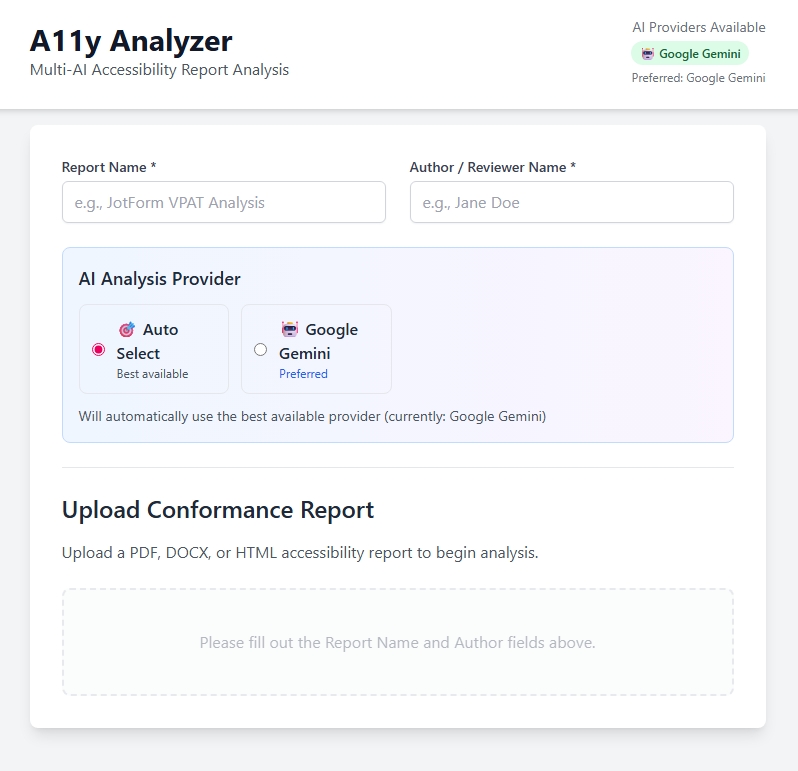 A11y Analyzer
Multi-AI Accessibility Report Analysis
AI Providers Available
Google Gemini
Preferred: Google Gemini
Report Name *
e.g., JotForm VPAT Analysis
Author / Reviewer Name *
e.g., Jane Doe
AI Analysis Provider
Auto
Select
Best available
Google
Gemini
Preferred
Will automatically use the best available provider (currently: Google Gemini)
Upload Conformance Report
Upload a PDF, DOCX, or HTML accessibility report to begin analysis.
Please fill out the Report Name and Author fields above.